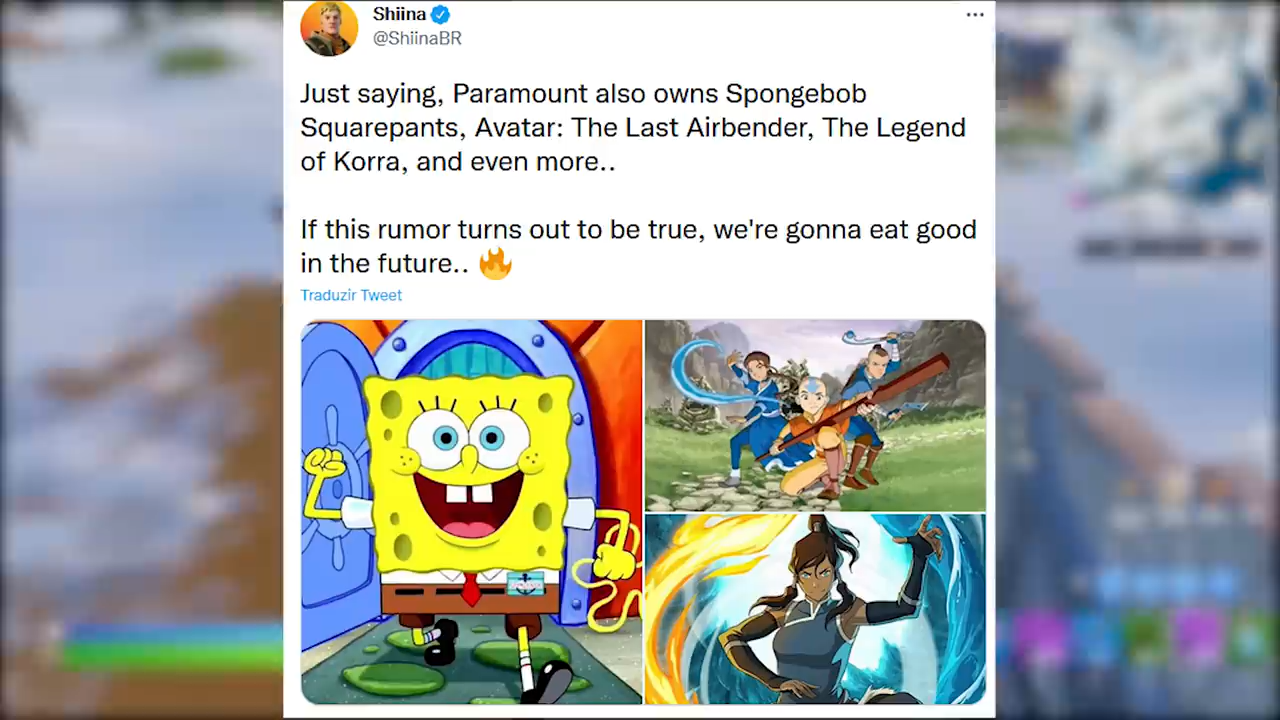 Shiina
@ShiinaBR
Just saying, Paramount also owns Spongebob
Squarepants, Avatar: The Last Airbender, The Legend
of Korra, and even more..
If this rumor turns out to be true, we're gonna eat good
in the future.. 🔥
Traduzir Tweet